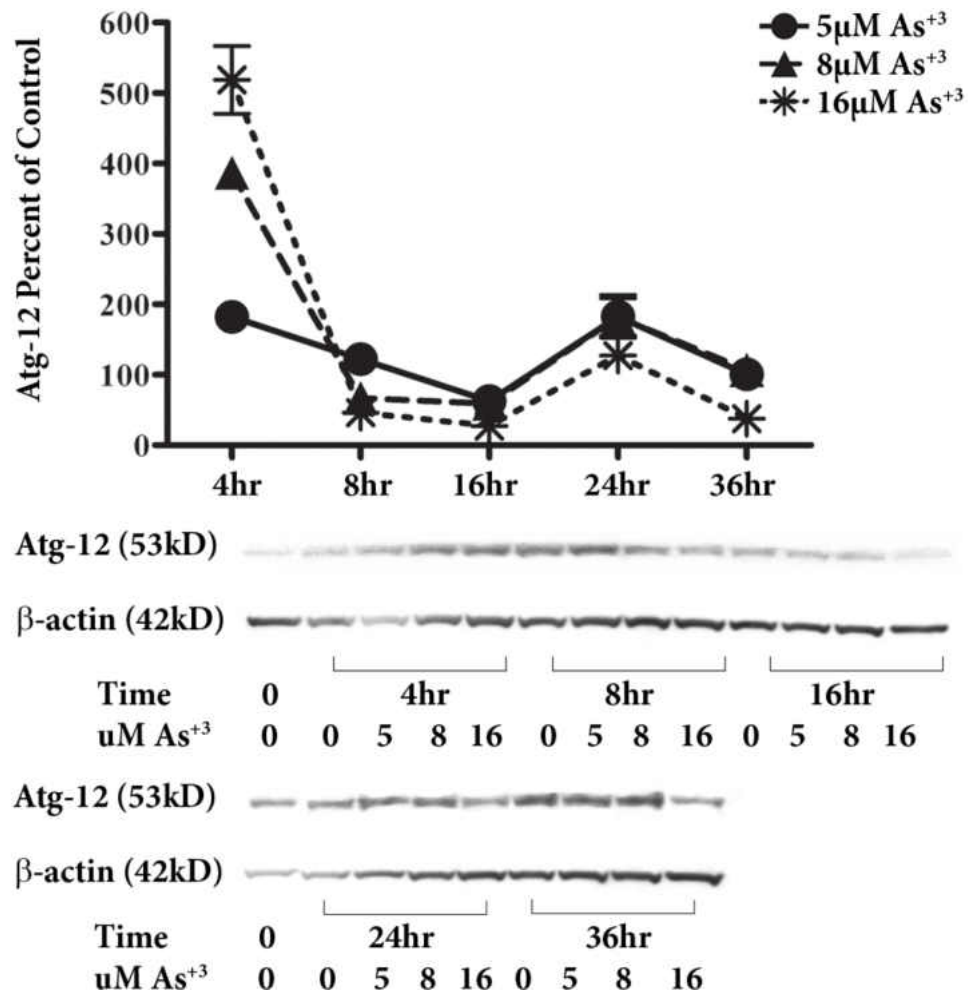 Atg-12 Percent of Control
600
500
400
300
200
100
0
4hr 8hr 16hr 24hr 36hr
5μM As+3
8μM As+3
16μM As+3
Atg-12 (53kD)
β-actin (42kD)
Time 0 4hr 8hr 16hr
uM As+3 0 0 5 8 16 0 5 8 16 0 5 8 16
Atg-12 (53kD)
β-actin (42kD)
Time 0 24hr 36hr
uM As+3 0 0 5 8 16 0 5 8 16